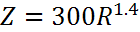 Z = 300R^{1.4}